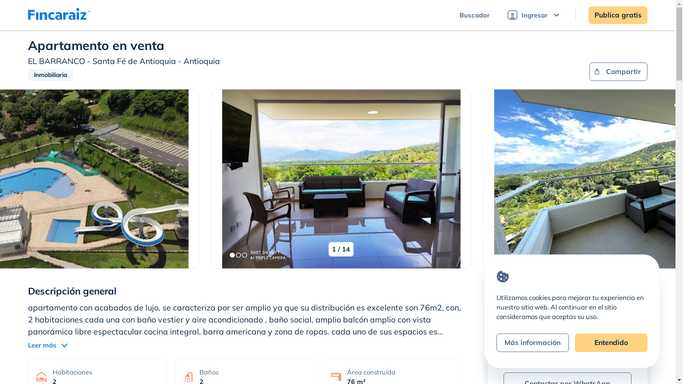 Fincaraiz
Buscador
Ingresar
Publica gratis
Apartamento en venta
EL BARRANCO - Santa Fé de Antioquia - Antioquia
Inmobiliaria
Compartir
AI TRIPLE CAMERA
1 / 14
Descripción general
apartamento con acabados de lujo, se caracteriza por ser amplio ya que su distribución es excelente son 76m2, con,
2 habitaciones cada una con baño vestier y aire acondicionado , baño social, amplio balcón amplio con vista
panorámica libre espectacular cocina integral, barra americana y zona de ropas. cada uno de sus espacios es...
Leer más
Habitaciones
2
Baños
2
Área construida
76 m²
Utilizamos cookies para mejorar tu experiencia en
nuestro sitio web. Al continuar en el sitio
consideramos que aceptas su uso.
Más información
Entendido
Contactar por WhatsApp